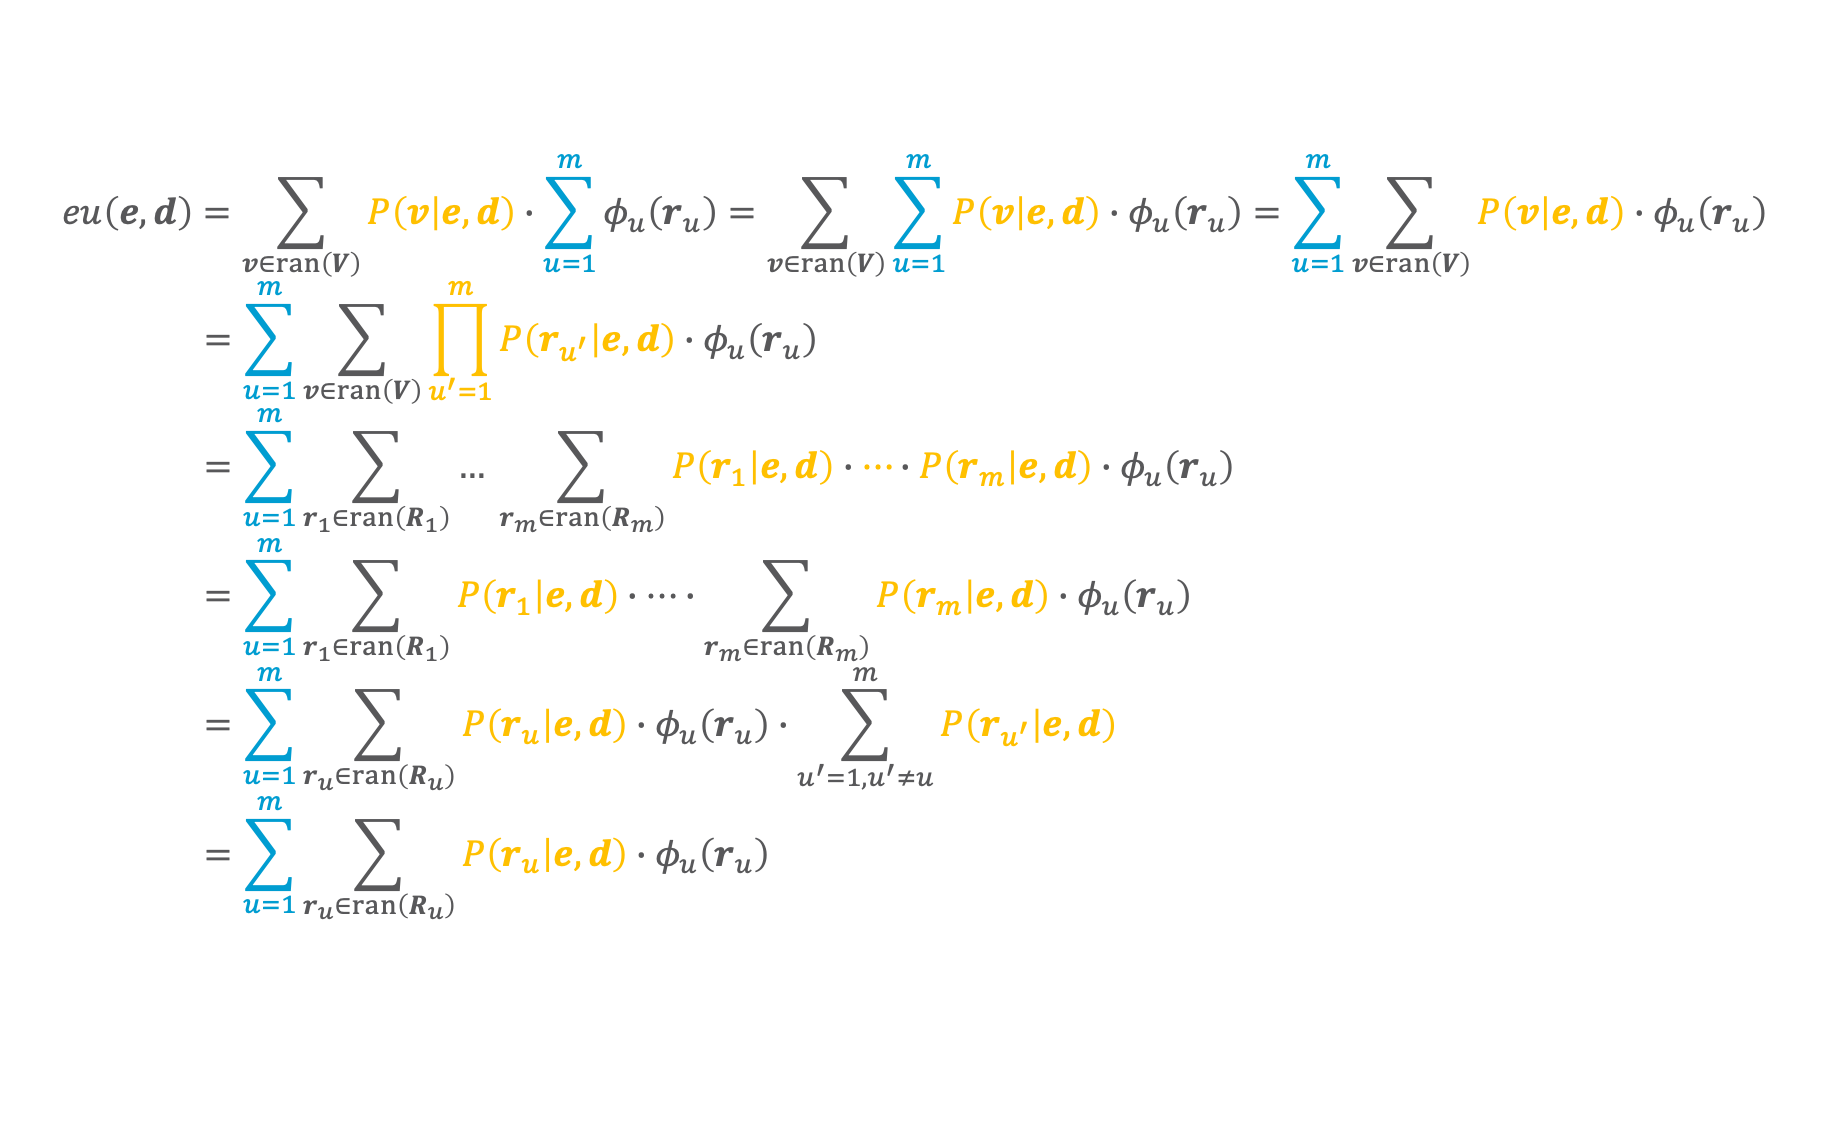 eu(e, d) = ∑_{v∈ran(V)} P(v|e, d) · ∑_{u=1}^{m} ϕ_u(r_u) = ∑_{v∈ran(V)} ∑_{u=1}^{m} P(v|e, d) · ϕ_u(r_u) = ∑_{u=1}^{m} ∑_{v∈ran(V)} P(v|e, d) · ϕ_u(r_u)
= ∑_{u=1}^{m} ∑_{v∈ran(V)} ∏_{u′=1}^{m} P(r_{u′}|e, d) · ϕ_u(r_u)
= ∑_{u=1}^{m} ∑_{r_1∈ran(R_1)} … ∑_{r_m∈ran(R_m)} P(r_1|e, d) · ⋯ · P(r_m|e, d) · ϕ_u(r_u)
= ∑_{u=1}^{m} ∑_{r_1∈ran(R_1)} P(r_1|e, d) · ⋯ · ∑_{r_m∈ran(R_m)} P(r_m|e, d) · ϕ_u(r_u)
= ∑_{u=1}^{m} ∑_{r_u∈ran(R_u)} P(r_u|e, d) · ϕ_u(r_u) · ∑_{u′=1,u′≠u}^{m} P(r_{u′}|e, d)
= ∑_{u=1}^{m} ∑_{r_u∈ran(R_u)} P(r_u|e, d) · ϕ_u(r_u)